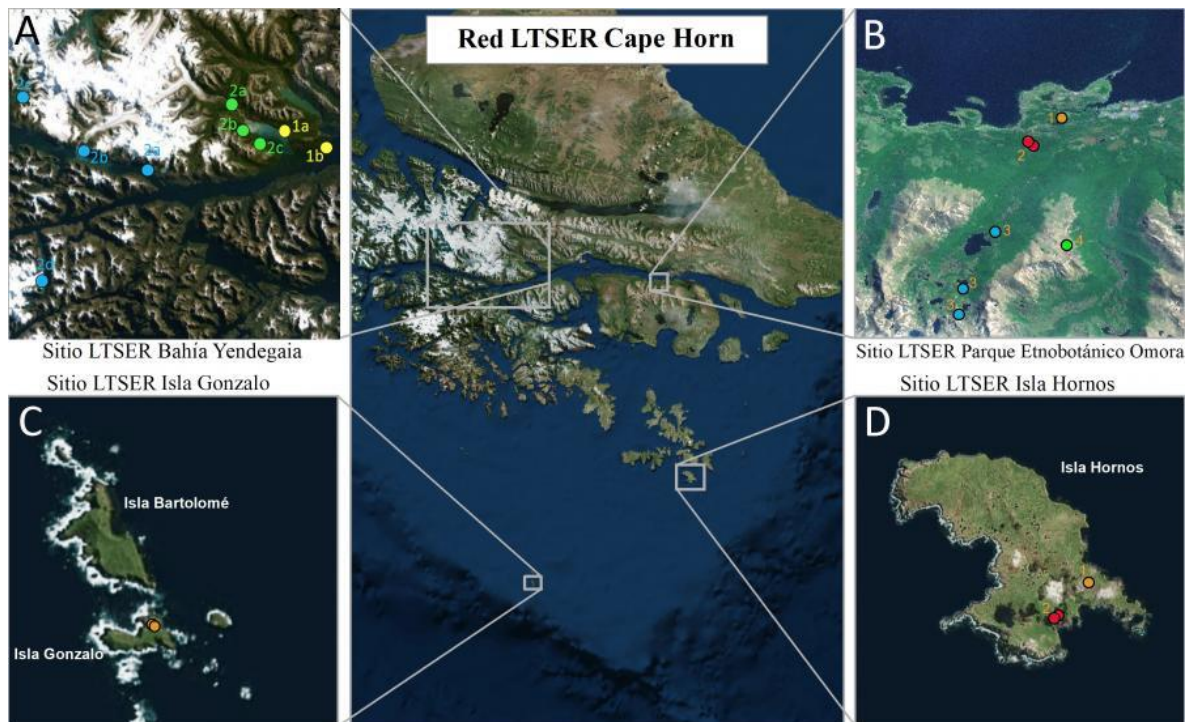 Red LTSER Cape Horn
A
2c
2a
2b
2c
1a
1b
2b
2a
2d
B
1
2
3
4
3
3
Sitio LTSER Bahía Yendegaia
Sitio LTSER Parque Etnobotánico Omora
Sitio LTSER Isla Gonzalo
Sitio LTSER Isla Hornos
C
Isla Bartolomé
Isla Gonzalo
D
Isla Hornos
1
2